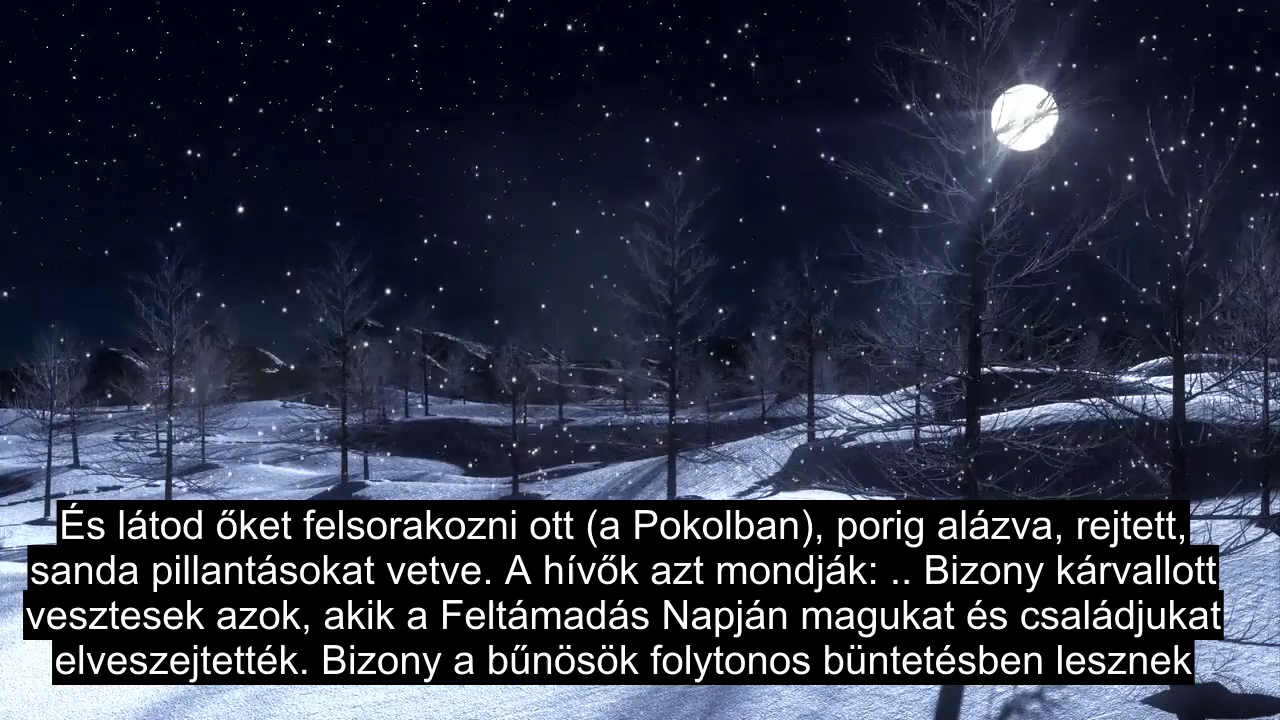 És látod őket felsorakozni ott (a Pokolban), porig alázva, rejtett,
sanda pillantásokat vetve. A hívők azt mondják: .. Bizony kárvallott
vesztesek azok, akik a Feltámadás Napján magukat és családjukat
elveszejtették. Bizony a bűnösök folytonos büntetésben lesznek